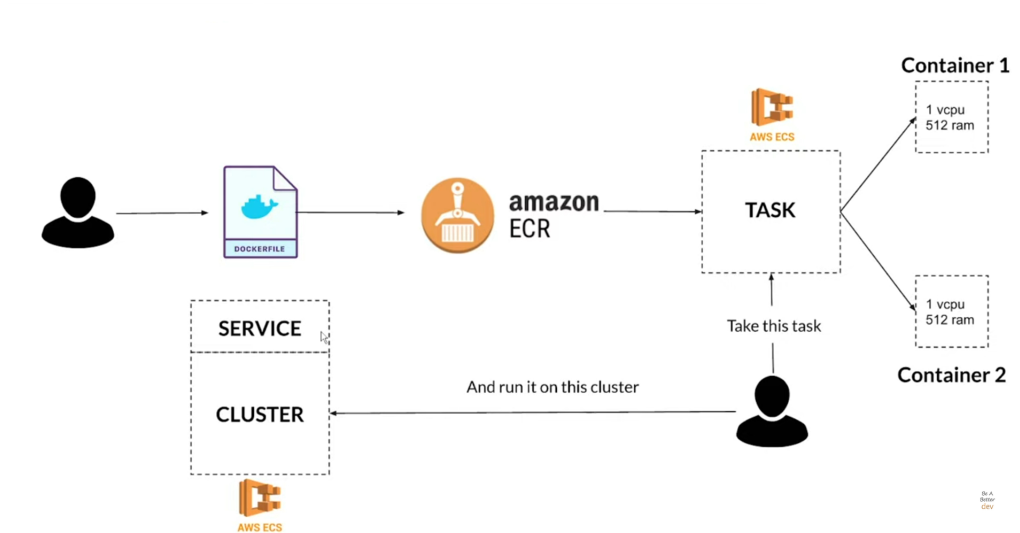 Container 1
1 vcpu
512 ram
AWS ECS
TASK
amazon
ECR
DOCKERFILE
1 vcpu
512 ram
Container 2
Take this task
SERVICE
And run it on this cluster
CLUSTER
AWS ECS
Be A
Better
dev